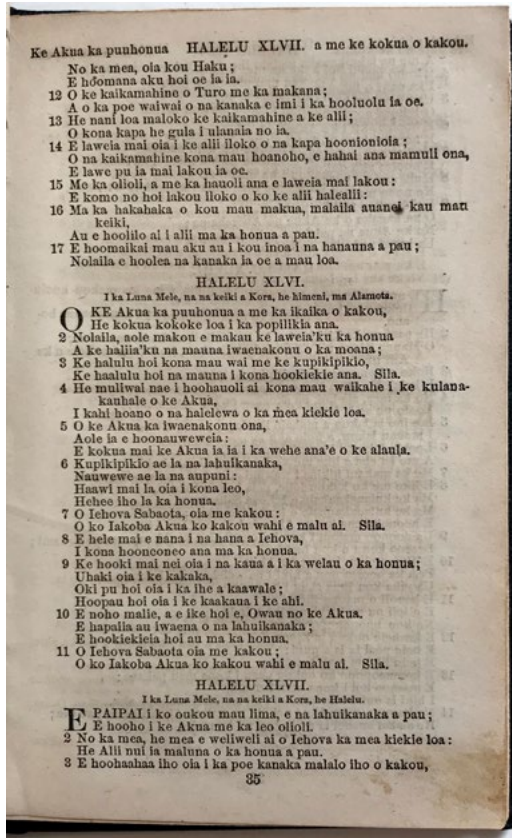 Ke Akua ka puuhonua HALELU XLVII. a me ke kokua o kakou.
No ka mea, oia kou Haku;
E hoomana aku hoi oe ia ia.
12 O ke kaikamahine o Turo me ka makana;
A o ka poe waiwai o na kanaka e imi i ka hooluolu ia oe.
13 He nani loa maloko ke kaikamahine a ke alii;
O kona kapa he gula i ulanaia no ia.
14 E laweia mai oia i ke alii iloko o na kapa hoonionioia;
O na kaikamahine kona mau hoanoho, e hahai ana mamuli ona,
E lawe pu ia mai lakou ia oe.
15 Me ka olioli, a me ka hauoli ana e laweia mai lakou:
E komo no hoi lakou iloko o ko ke alii halealii:
16 Ma ka hakahaka o kou mau makua, malaila auanei kau mau
keiki,
Au e hoolilo ai i alii ma ka honua a pau.
17 E hoomaikai mau aku au i kou inoa i na hanauna a pau;
Nolaila e hoolea na kanaka ia oe a mau loa.
HALELU XLVI.
I ka Luna Mele, na na keiki a Kora, he himeni, ma Alamota.
O KE Akua ka puuhonua a me ka ikaika o kakou,
He kokua kokoke loa i ka popilikia ana.
2 Nolaila, aole makou e makau ke laweia'ku ka honua
A ke haiiia'ku na mauna iwaenakonu o ka moana;
3 Ke halulu hoi kona mau wai me ke kupikipikio,
Ke haalulu hoi na mauna i kona hookiekie ana. Sila.
4 He muliwai nae i hoohauoli ai kona mau waikahe i ke kulana-
kauhale o ke Akua,
I kahi hoano o na halelewa o ka mea kiekie loa.
5 O ke Akua ka iwaenakonu ona,
Aole ia e hoonauweweia:
E kokua mai ke Akua ia ia i ka wehe ana'e o ke alaula.
6 Kupikipikio ae la na lahuikanaka,
Nauwewe ae la na aupuni:
Haawi mai la oia i kona leo,
Hehee iho la ka honua.
7 O Iehova Sabaota, oia me kakou:
O ko Iakoba Akua ko kakou wahi e malu ai. Sila.
8 E hele mai e nana i na hana a Iehova,
I kona hooneoneo ana ma ka honua.
9 Ke hooki mai nei oia i na kaua a i ka welau o ka honua;
Uhaki oia i ke kakaka,
Oki pu hoi oia i ka ihe a kaawale;
Hoopau hoi oia i ke kaakaua i ke ahi.
10 E noho malie, a e ike hoi e, Owau no ke Akua.
E hapaiia au iwaena o na lahuikanaka;
E hookiekieia hoi au ma ka honua.
11 O Iehova Sabaota oia me kakou;
O ko Iakoba Akua ko kakou wahi e malu ai. Sila.
HALELU XLVII.
I ka Luna Mele, na na keiki a Kora, he Halelu.
E PAIPAI i ko oukou mau lima, e na lahuikanaka a pau;
E hooho i ke Akua me ka leo olioli.
2 No ka mea, he mea e weliweli ai o Iehova ka mea kiekie loa:
He Alii nui ia maluna o ka honua a pau.
3 E hoohaahaa iho oia i ka poe kanaka malalo iho o kakou,
35